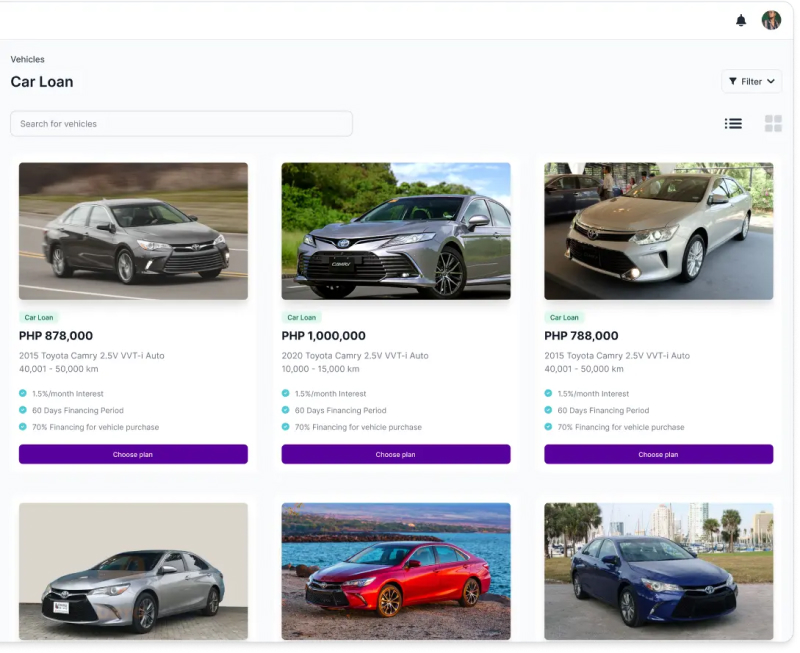 Vehicles
Car Loan
Filter
Search for vehicles
CAMRY
Car Loan
PHP 878,000
2015 Toyota Camry 2.5V VVT-i Auto
40,001 - 50,000 km
1.5%/month Interest
60 Days Financing Period
70% Financing for vehicle purchase
Choose plan
Car Loan
PHP 1,000,000
2020 Toyota Camry 2.5V VVT-i Auto
10,000 - 15,000 km
1.5%/month Interest
60 Days Financing Period
70% Financing for vehicle purchase
Choose plan
Car Loan
PHP 788,000
2015 Toyota Camry 2.5V VVT-i Auto
40,001 - 50,000 km
1.5%/month Interest
60 Days Financing Period
70% Financing for vehicle purchase
Choose plan